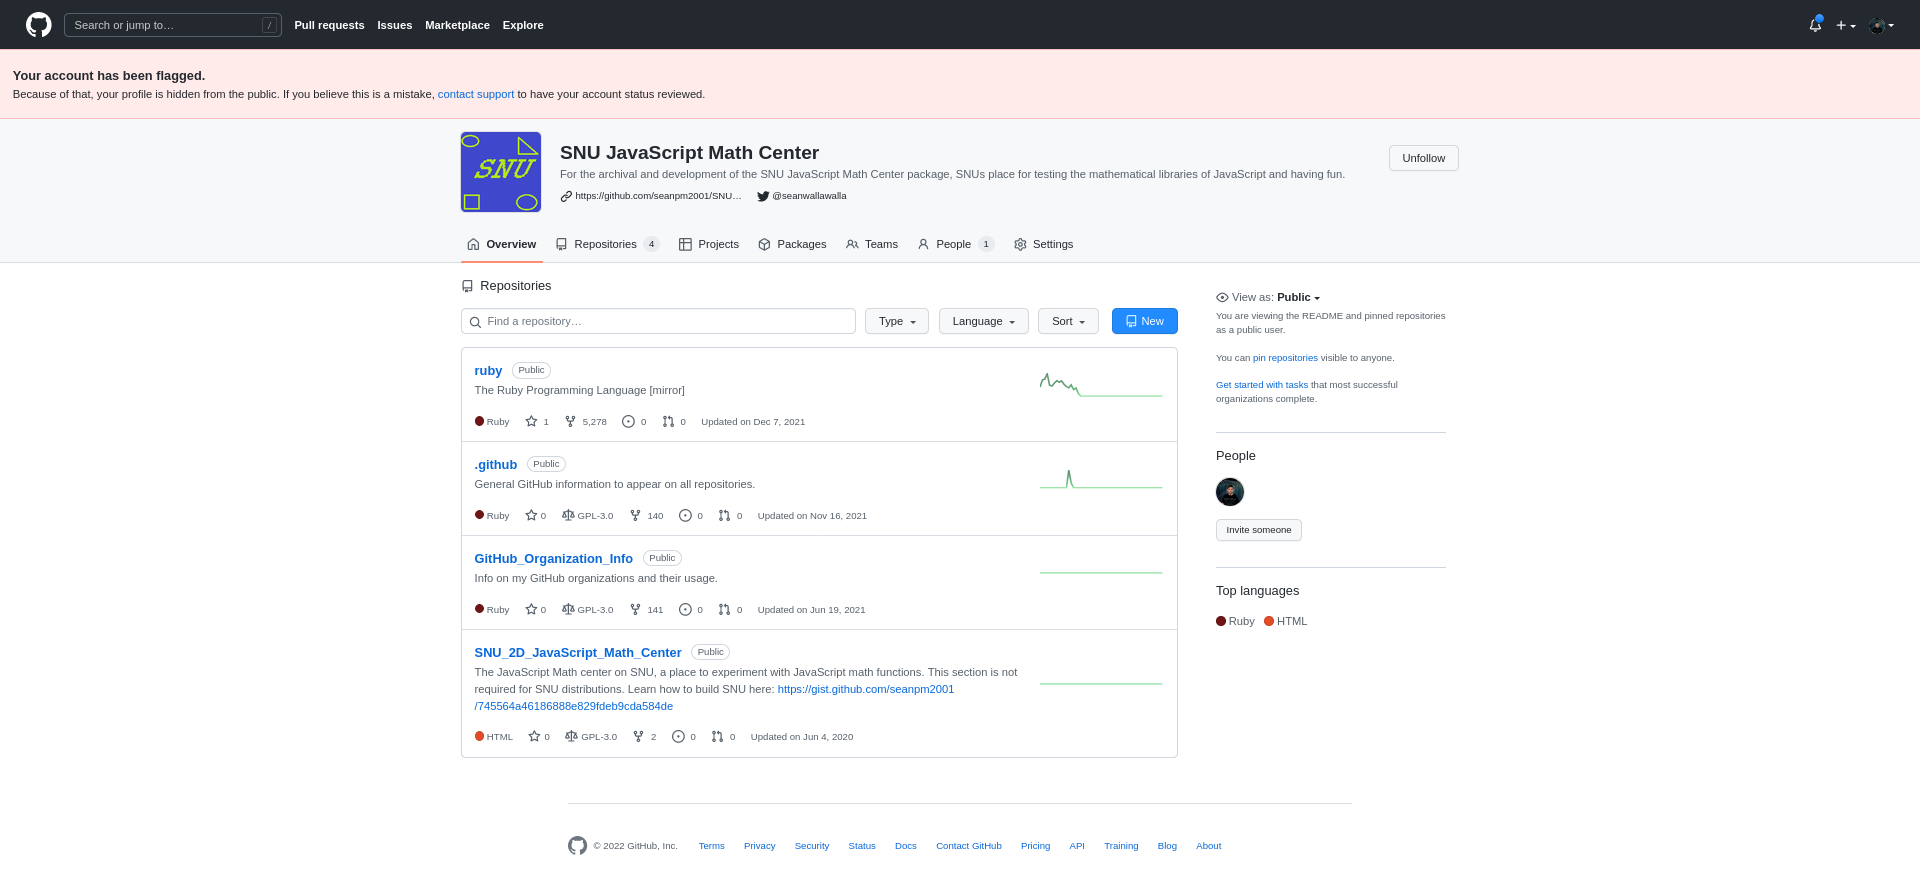 Search or jump to… /
Pull requests Issues Marketplace Explore
Your account has been flagged.
Because of that, your profile is hidden from the public. If you believe this is a mistake, contact support to have your account status reviewed.
SNU
SNU JavaScript Math Center
For the archival and development of the SNU JavaScript Math Center package, SNUs place for testing the mathematical libraries of JavaScript and having fun.
https://github.com/seanpm2001/SNU… @seanwallawalla
Unfollow
Overview Repositories 4 Projects Packages Teams People 1 Settings
Repositories
Find a repository… Type Language Sort New
ruby Public
The Ruby Programming Language [mirror]
Ruby 1 5,278 0 0 Updated on Dec 7, 2021
.github Public
General GitHub information to appear on all repositories.
Ruby 0 GPL-3.0 140 0 0 Updated on Nov 16, 2021
GitHub_Organization_Info Public
Info on my GitHub organizations and their usage.
Ruby 0 GPL-3.0 141 0 0 Updated on Jun 19, 2021
SNU_2D_JavaScript_Math_Center Public
The JavaScript Math center on SNU, a place to experiment with JavaScript math functions. This section is not
required for SNU distributions. Learn how to build SNU here: https://gist.github.com/seanpm2001
/745564a46186888e829fdeb9cda584de
HTML 0 GPL-3.0 2 0 0 Updated on Jun 4, 2020
View as: Public
You are viewing the README and pinned repositories
as a public user.
You can pin repositories visible to anyone.
Get started with tasks that most successful
organizations complete.
People
Invite someone
Top languages
Ruby HTML
© 2022 GitHub, Inc. Terms Privacy Security Status Docs Contact GitHub Pricing API Training Blog About